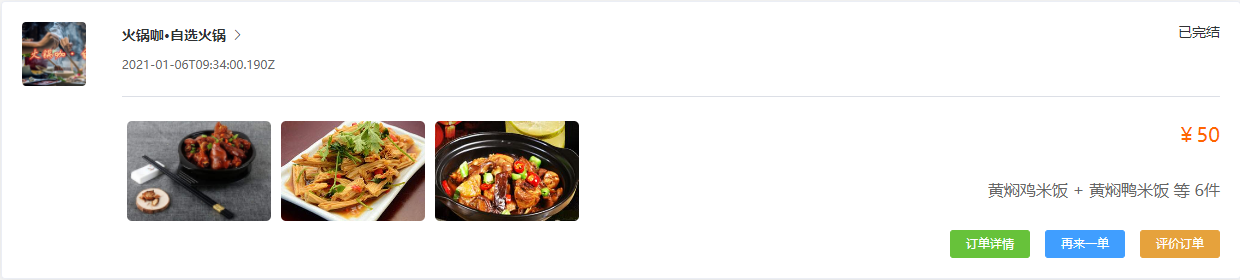 火锅咖•自选火锅 >
已完结
2021-01-06T09:34:00.190Z
¥ 50
黄焖鸡米饭 + 黄焖鸭米饭 等 6件
订单详情
再来一单
评价订单